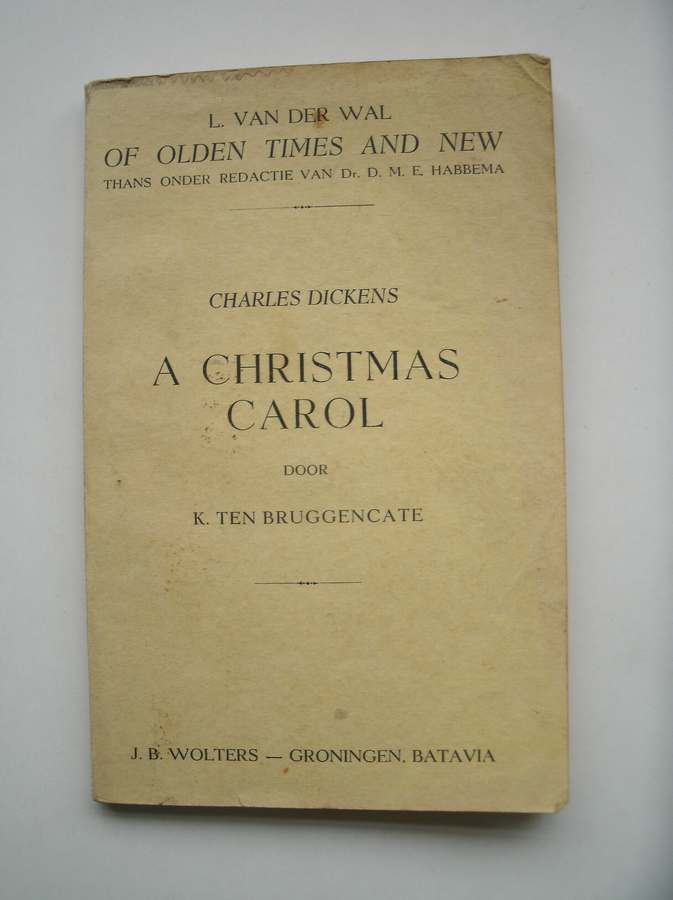 L. VAN DER WAL
OF OLDEN TIMES AND NEW
THANS ONDER REDACTIE VAN Dr. D. M. E. HABBEMA
CHARLES DICKENS
A CHRISTMAS
CAROL
DOOR
K. TEN BRUGGENCATE
J. B. WOLTERS — GRONINGEN. BATAVIA